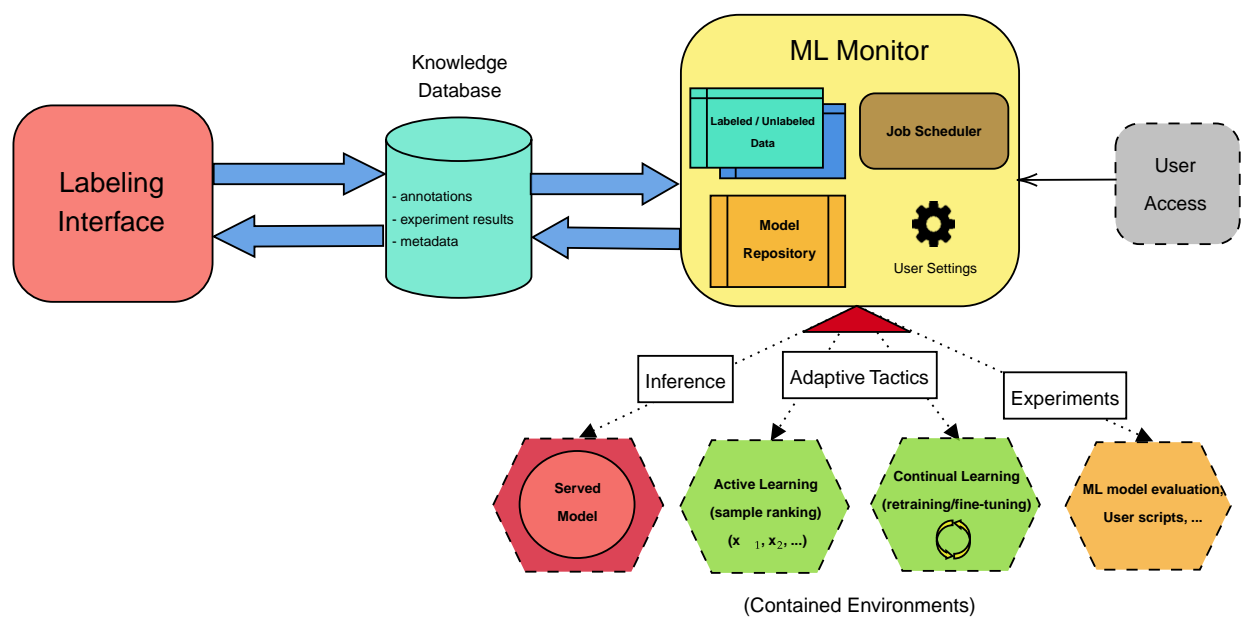 Knowledge
Database
ML Monitor
Labeling
Interface
- annotations
- experiment results
- metadata
Labeled / Unlabeled
Data
Job Scheduler
Model
Repository
User Settings
User
Access
Inference
Adaptive Tactics
Experiments
Served
Model
Active Learning
(sample ranking)
(x 1, x2, ...)
Continual Learning
(retraining/fine-tuning)
ML model evaluation,
User scripts, ...
(Contained Environments)